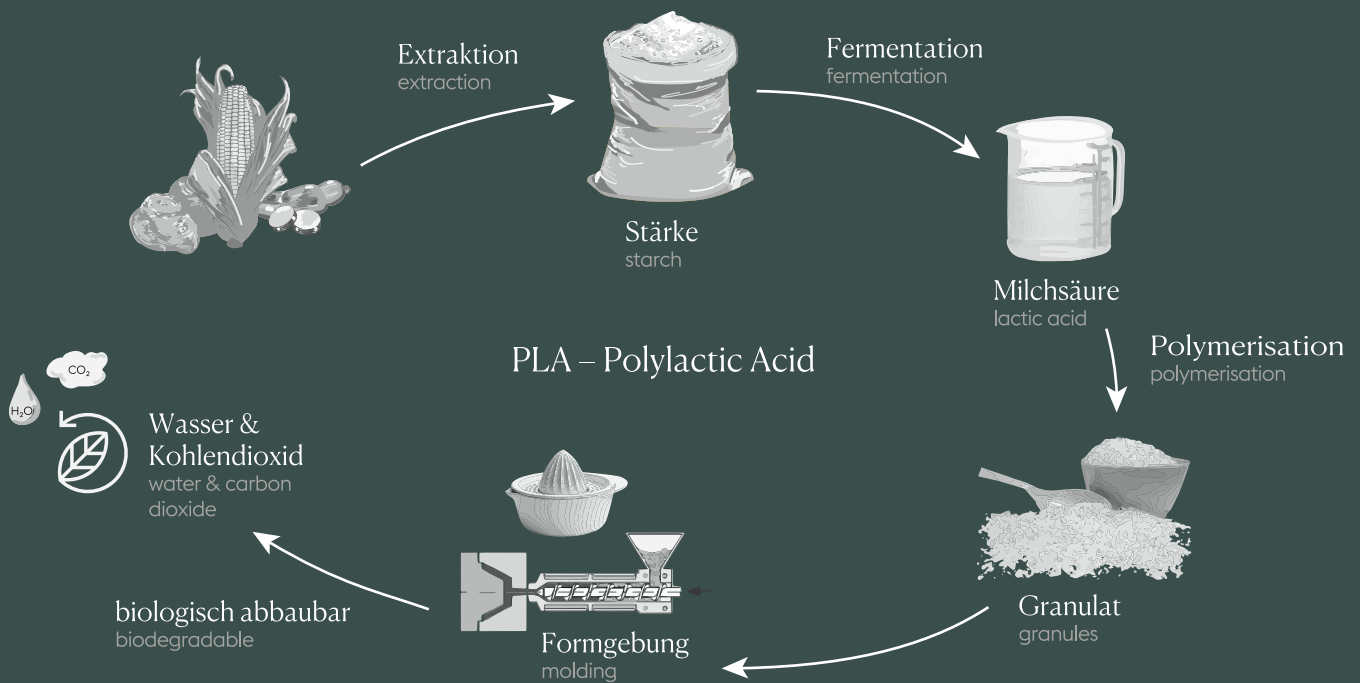 Extraktion
extraction
Fermentation
fermentation
Stärke
starch
Milchsäure
lactic acid
Polymerisation
polymerisation
PLA – Polylactic Acid
CO₂
H₂O
Wasser &
Kohlendioxid
water & carbon
dioxide
Granulat
granules
Formgebung
molding
biologisch abbaubar
biodegradable